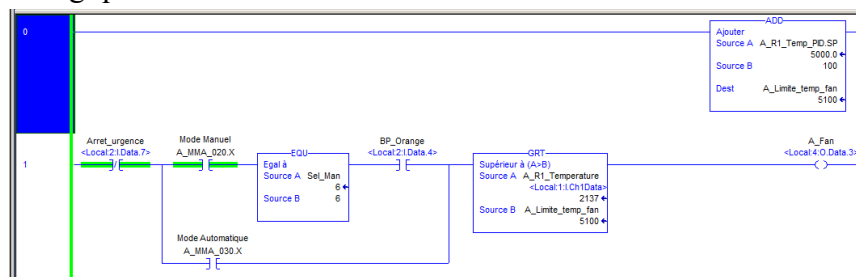 0
ADD
Ajouter
Source A A_R1_Temp_PID.SP
5000.0
Source B 100
Dest A_Limite_temp_fan
5100
1
Arret_urgence
<Local:2:I.Data.7>
Mode Manuel
A_MMA_020.X
EQU
Egal à
Source A Sel_Man
6
Source B 6
BP_Orange
<Local:2:I.Data.4>
GRT
Supérieur à (A>B)
Source A A_R1_Temperature
<Local:1:I.Ch1Data>
2137
Source B A_Limite_temp_fan
5100
A_Fan
<Local:4:O.Data.3>
Mode Automatique
A_MMA_030.X